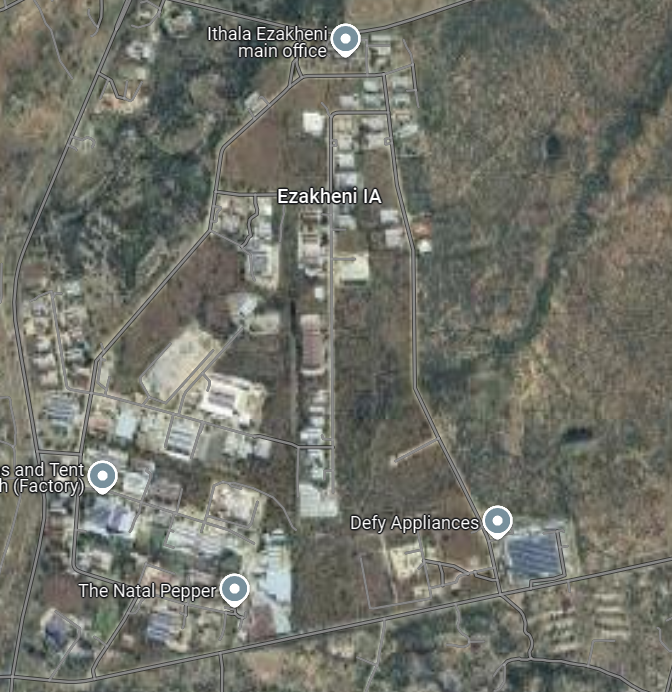 Ithala Ezakheni
main office
Ezakheni IA
s and Tent
h (Factory)
Defy Appliances
The Natal Pepper